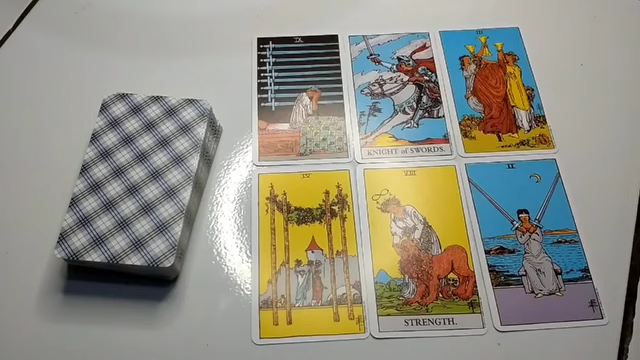 IX
KNIGHT of SWORDS.
III
IV
VIII
STRENGTH.
II